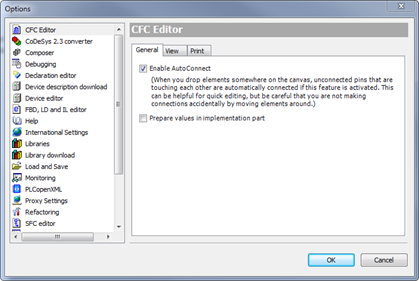 Options
CFC Editor
CoDeSys 2.3 converter
Composer
Debugging
Declaration editor
Device description download
Device editor
FBD, LD and IL editor
Help
International Settings
Libraries
Library download
Load and Save
Monitoring
PLCopenXML
Proxy Settings
Refactoring
SFC editor
CFC Editor
General View Print
Enable AutoConnect
(When you drop elements somewhere on the canvas, unconnected pins that are
touching each other are automatically connected if this feature is activated. This
can be helpful for quick editing, but be careful that you are not making
connections accidentally by moving elements around.)
Prepare values in implementation part
OK Cancel